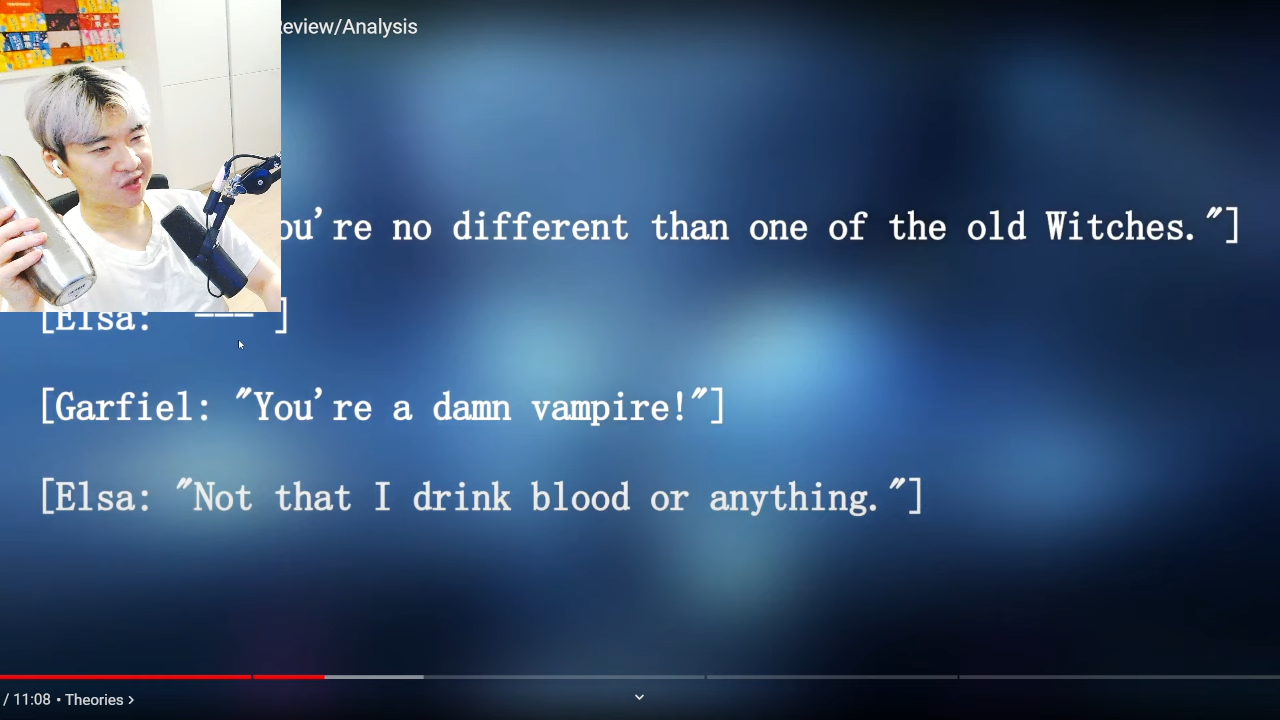 eview/Analysis
ou're no different than one of the old Witches."]
[Elsa: "———"]
[Garfiel: "You're a damn vampire!"]
[Elsa: "Not that I drink blood or anything."]
/ 11:08 • Theories >